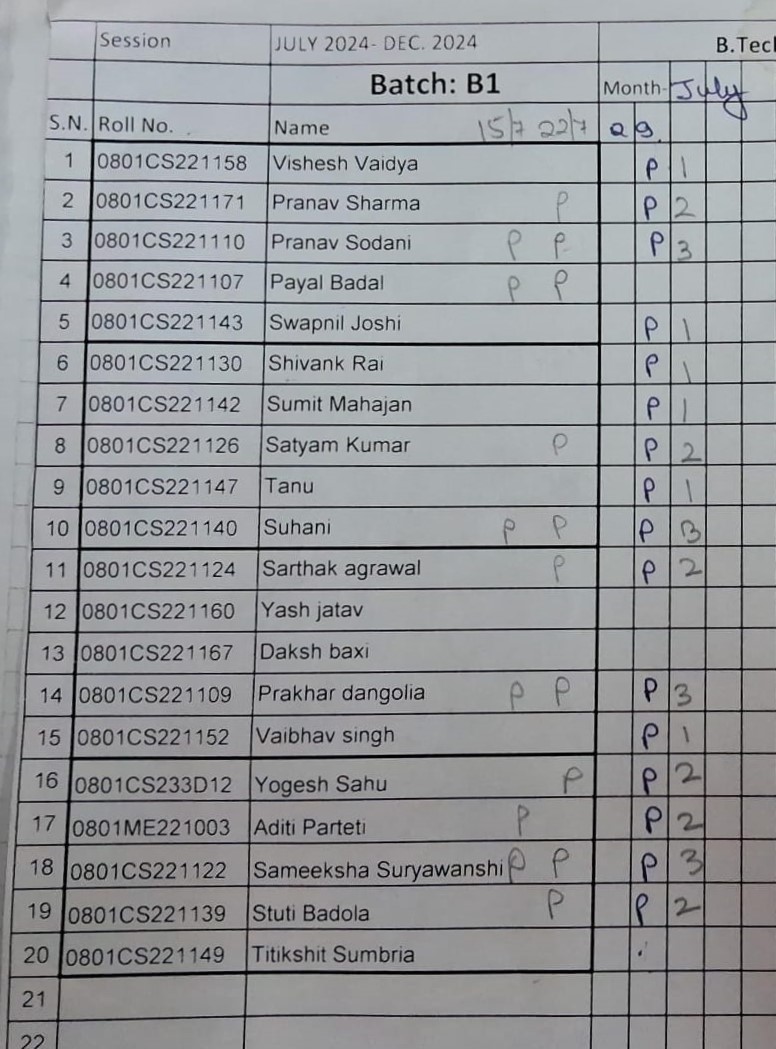 Session JULY 2024- DEC. 2024 B.Tech
Batch: B1 Month- July
S.N. Roll No. Name 15/7 22/7 29.
1 0801CS221158 Vishesh Vaidya P 1
2 0801CS221171 Pranav Sharma P P 2
3 0801CS221110 Pranav Sodani P P P 3
4 0801CS221107 Payal Badal P P
5 0801CS221143 Swapnil Joshi P 1
6 0801CS221130 Shivank Rai P 1
7 0801CS221142 Sumit Mahajan P 1
8 0801CS221126 Satyam Kumar P P 2
9 0801CS221147 Tanu P 1
10 0801CS221140 Suhani P P P 3
11 0801CS221124 Sarthak agrawal P P 2
12 0801CS221160 Yash jatav
13 0801CS221167 Daksh baxi
14 0801CS221109 Prakhar dangolia P P P 3
15 0801CS221152 Vaibhav singh P 1
16 0801CS233D12 Yogesh Sahu P P 2
17 0801ME221003 Aditi Parteti P P 2
18 0801CS221122 Sameeksha Suryawanshi P P P 3
19 0801CS221139 Stuti Badola P P 2
20 0801CS221149 Titikshit Sumbria
21
22